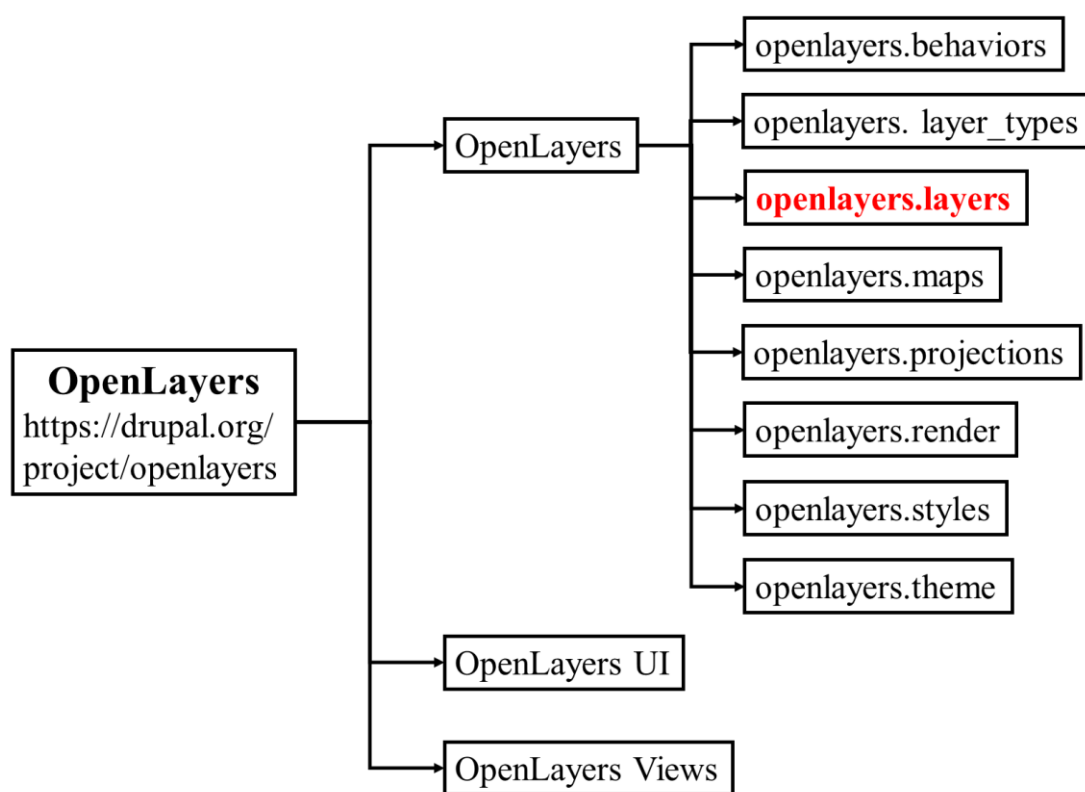 OpenLayers
https://drupal.org/
project/openlayers
OpenLayers
openlayers.behaviors
openlayers. layer_types
openlayers.layers
openlayers.maps
openlayers.projections
openlayers.render
openlayers.styles
openlayers.theme
OpenLayers UI
OpenLayers Views